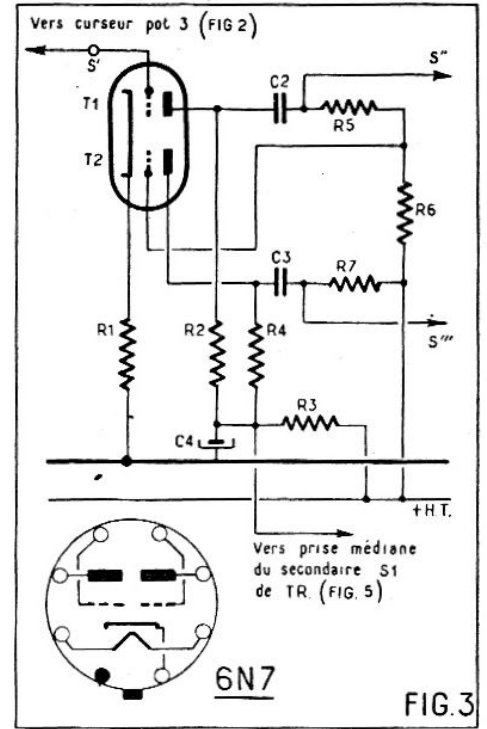 Vers curseur pot 3 (FIG 2)
S'
S"
C2
T1
R5
T2
R6
C3
R7
R1
R2
R4
S'''
R3
C4
+H.T.
Vers prise médiane
du secondaire S1
de TR. (FIG. 5)
6N7
FIG.3